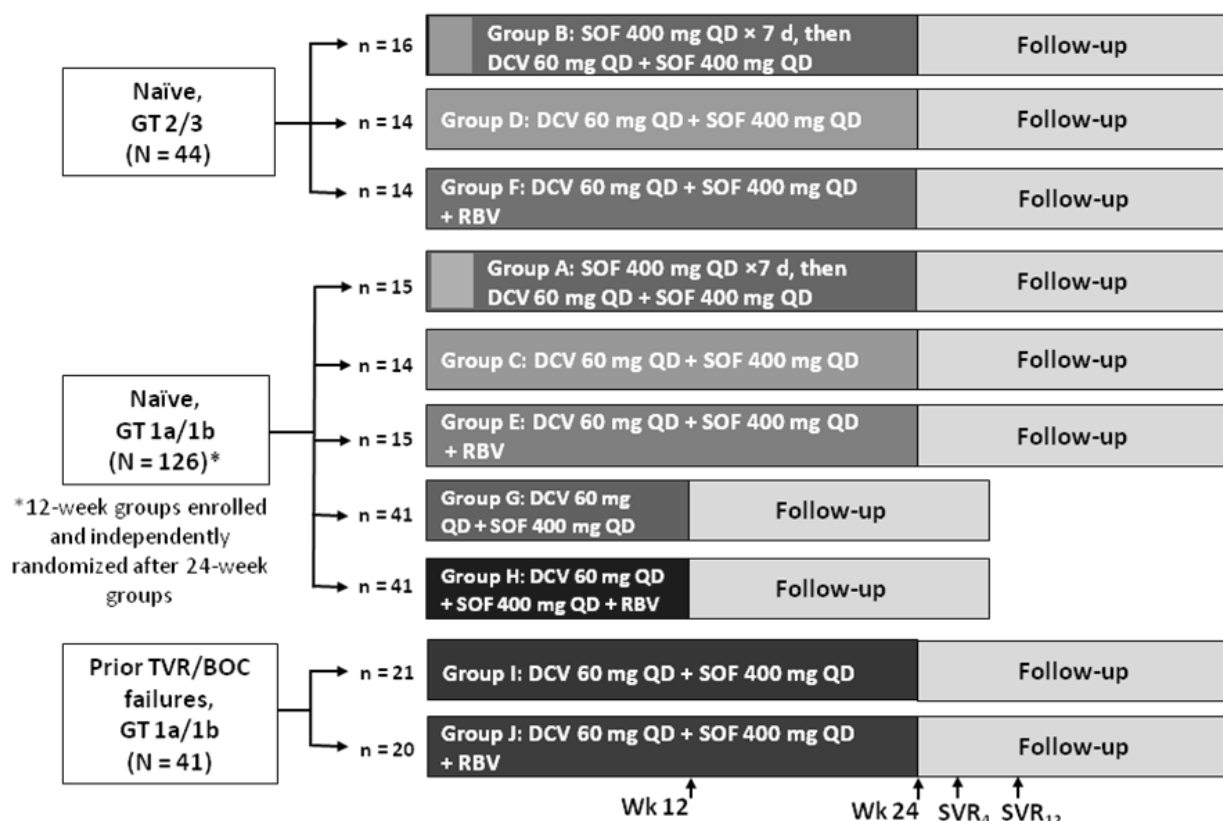 n = 16
Group B: SOF 400 mg QD × 7 d, then
DCV 60 mg QD + SOF 400 mg QD
Follow-up
Naïve,
GT 2/3
(N = 44)
n = 14
Group D: DCV 60 mg QD + SOF 400 mg QD
Follow-up
n = 14
Group F: DCV 60 mg QD + SOF 400 mg QD
+ RBV
Follow-up
n = 15
Group A: SOF 400 mg QD ×7 d, then
DCV 60 mg QD + SOF 400 mg QD
Follow-up
n = 14
Group C: DCV 60 mg QD + SOF 400 mg QD
Follow-up
Naïve,
GT 1a/1b
(N = 126)*
*12-week groups enrolled
and independently
randomized after 24-week
groups
n = 15
Group E: DCV 60 mg QD + SOF 400 mg QD
+ RBV
Follow-up
n = 41
Group G: DCV 60 mg
QD + SOF 400 mg QD
Follow-up
n = 41
Group H: DCV 60 mg QD
+ SOF 400 mg QD + RBV
Follow-up
Prior TVR/BOC
failures,
GT 1a/1b
(N = 41)
n = 21
Group I: DCV 60 mg QD + SOF 400 mg QD
Follow-up
n = 20
Group J: DCV 60 mg QD + SOF 400 mg QD
+ RBV
Follow-up
Wk 12
Wk 24
SVR₄
SVR₁₂